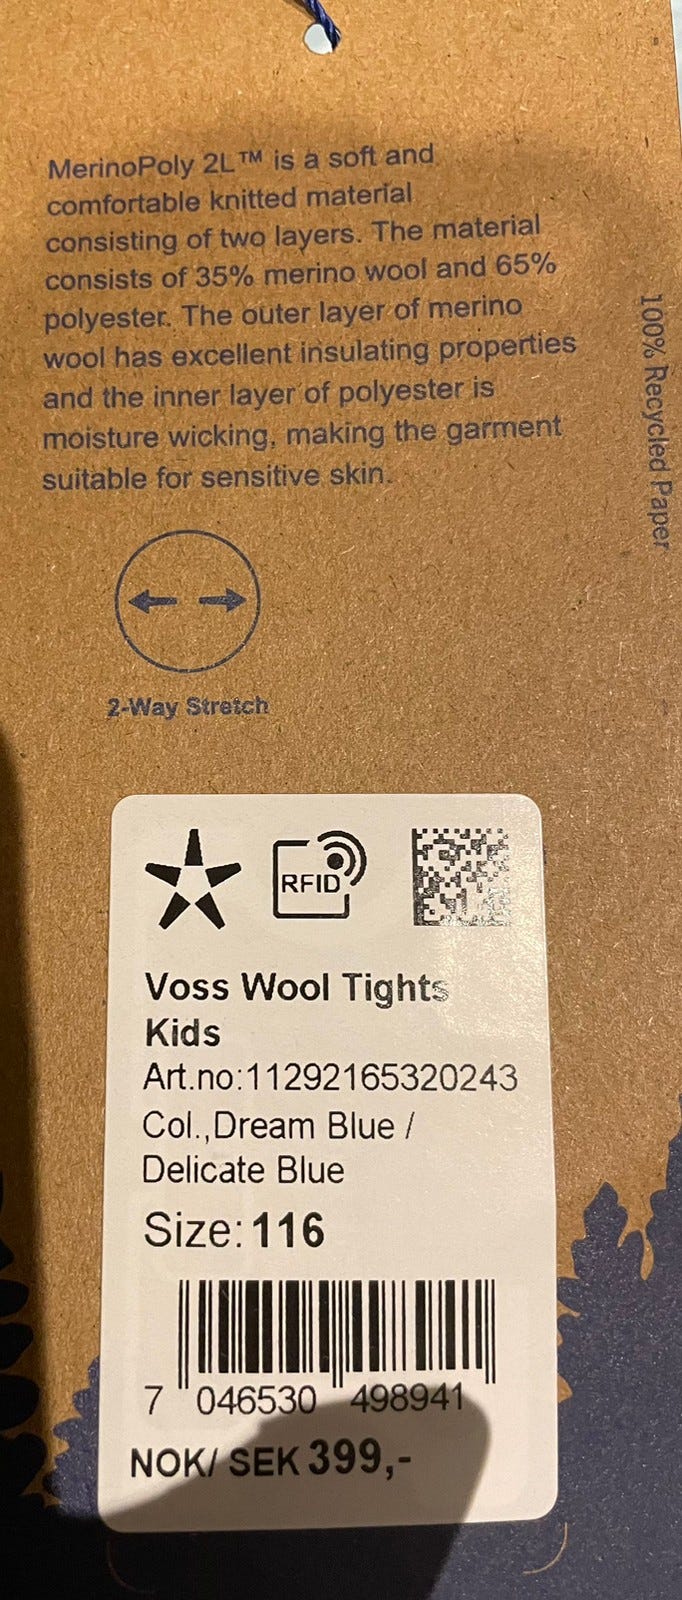 MerinoPoly 2L™ is a soft and
comfortable knitted material
consisting of two layers. The material
consists of 35% merino wool and 65%
polyester. The outer layer of merino
wool has excellent insulating properties
and the inner layer of polyester is
moisture wicking, making the garment
suitable for sensitive skin.
100% Recycled Paper
2-Way Stretch
RFID
Voss Wool Tights
Kids
Art.no:11292165320243
Col.,Dream Blue /
Delicate Blue
Size: 116
7 046530 498941
NOK/ SEK 399,-